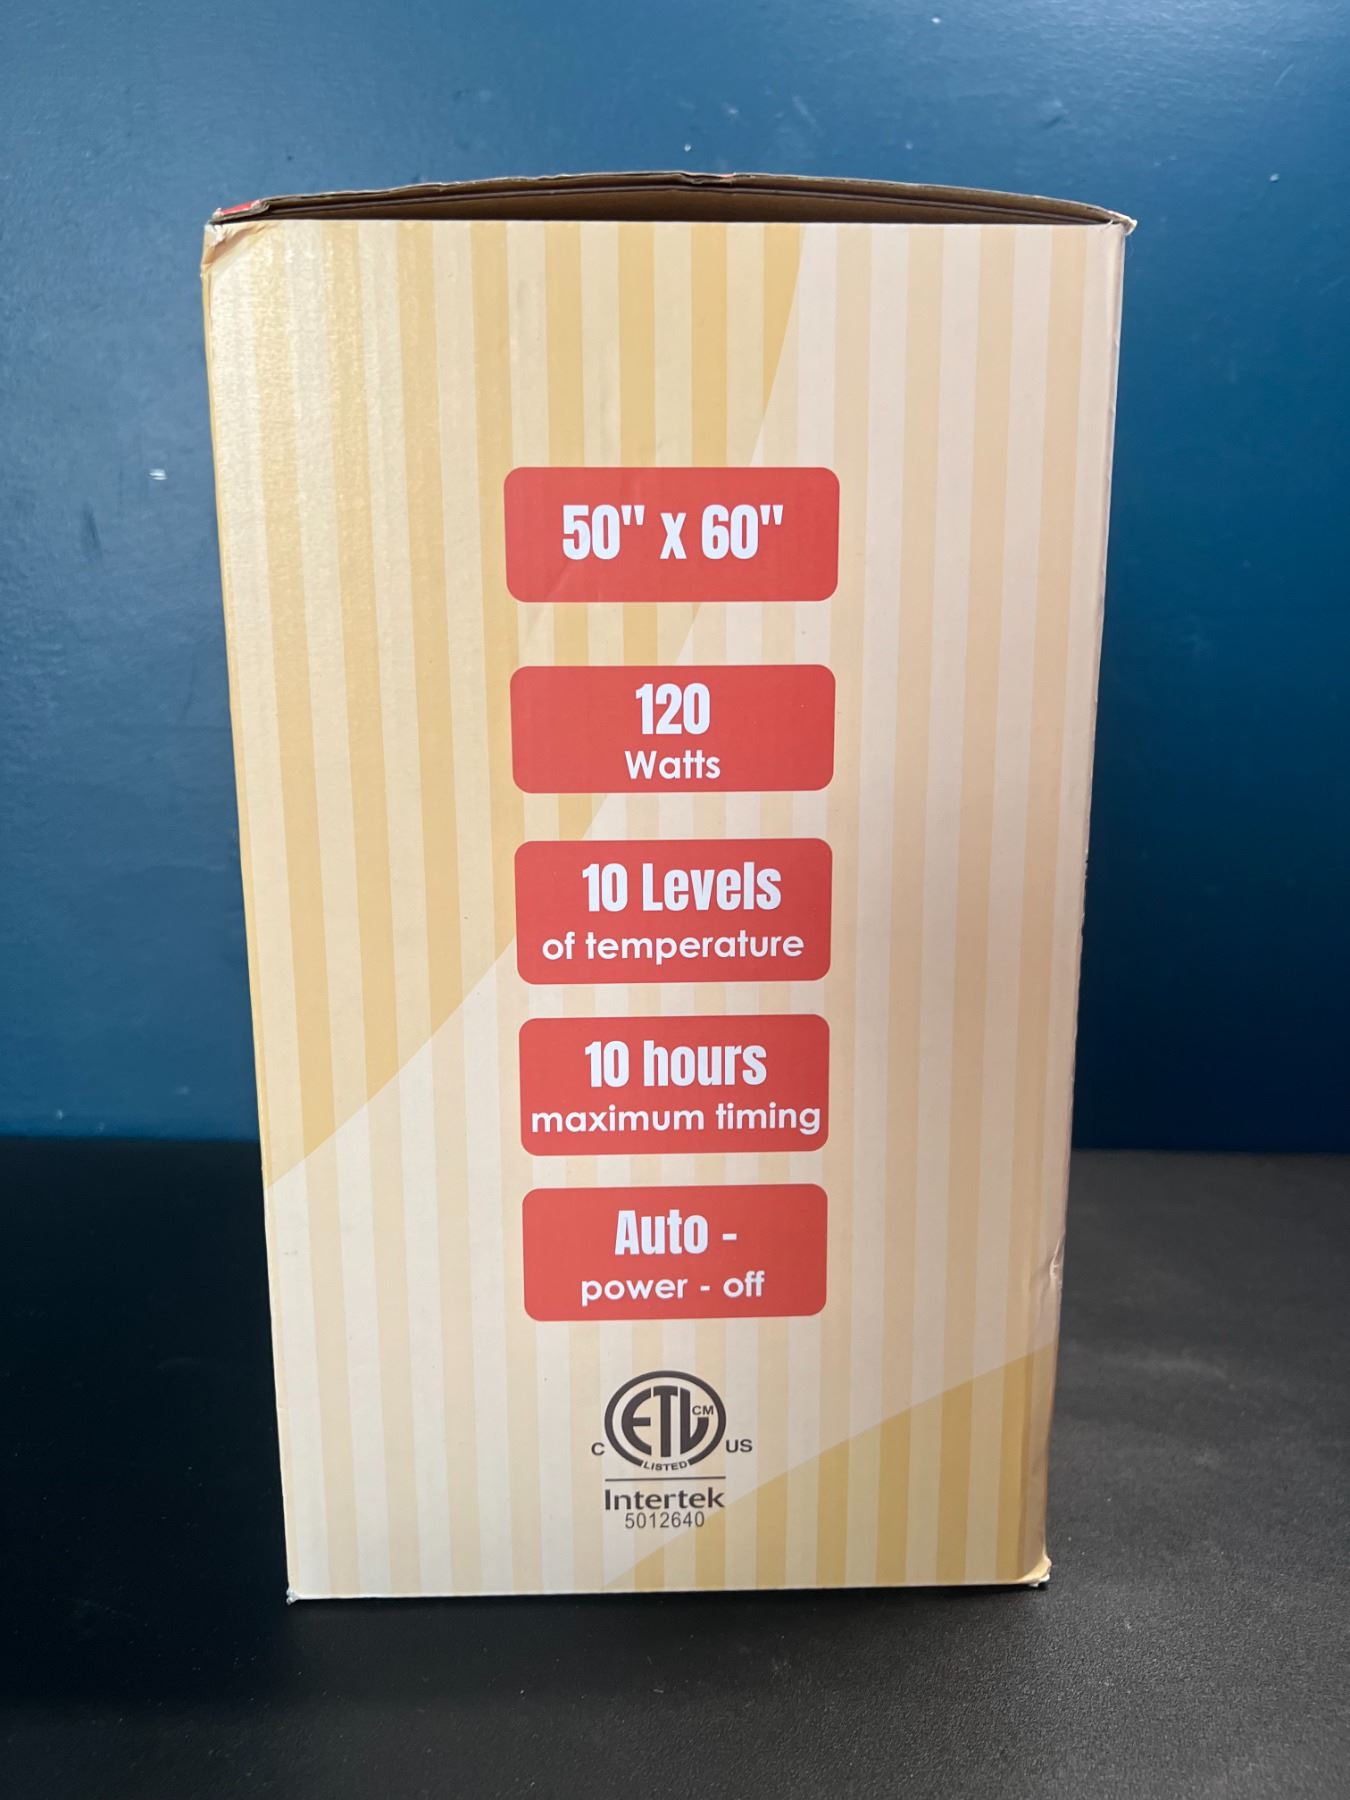 50" x 60"
120
Watts
10 Levels
of temperature
10 hours
maximum timing
Auto -
power - off
ETL CM
C US
LISTED
Intertek
5012640